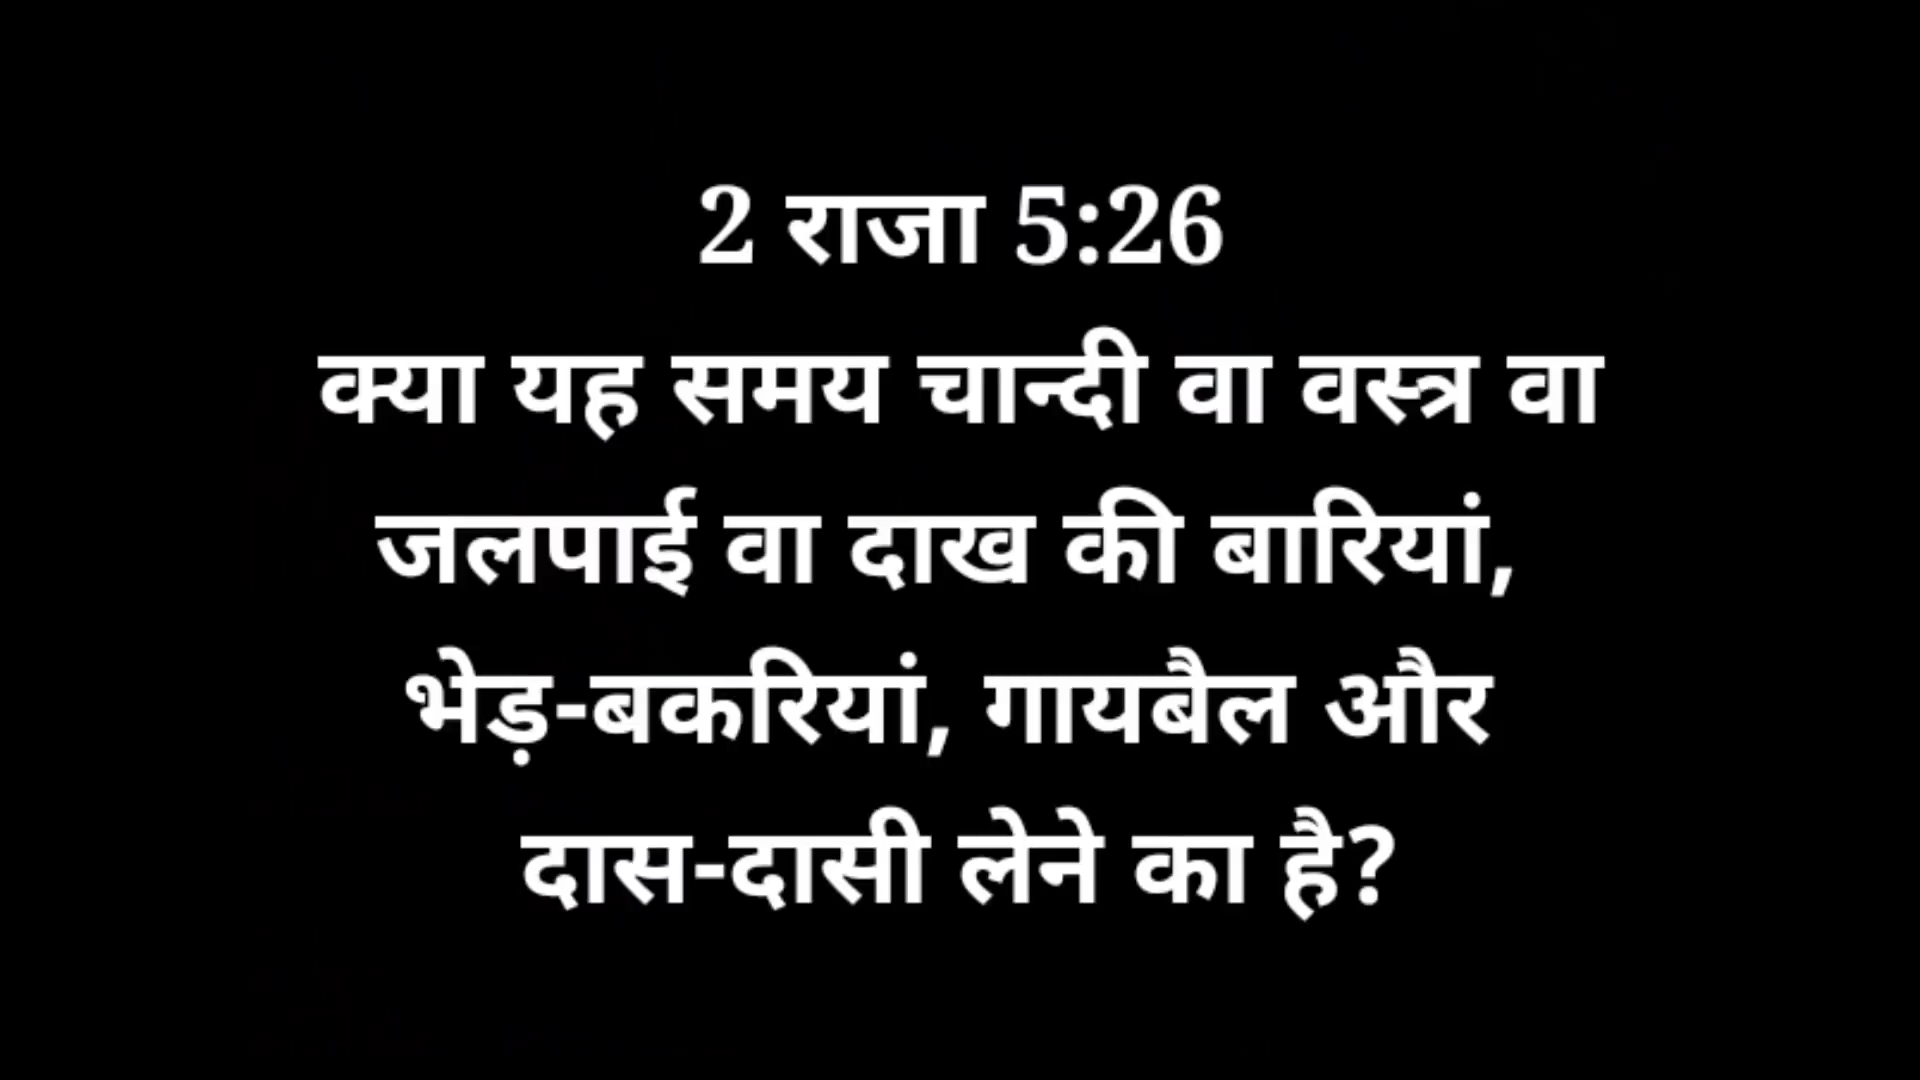 2 राजा 5:26
क्या यह समय चान्दी वा वस्त्र वा
जलपाई वा दाख की बारियां,
भेड़-बकरियां, गायबैल और
दास-दासी लेने का है?